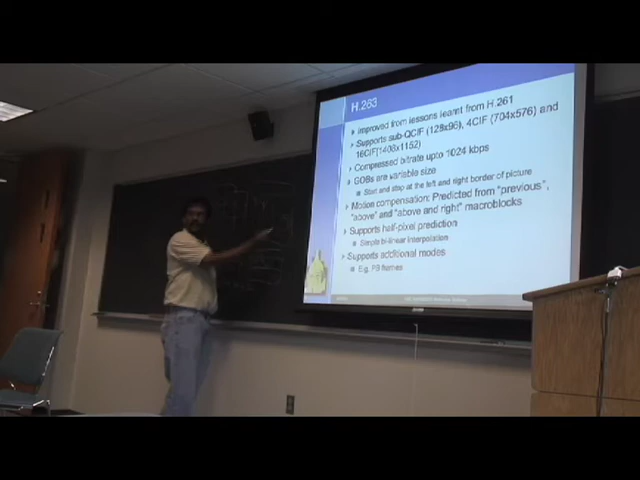 H.263
Improved from lessons learnt from H.261
Supports sub-QCIF (128x96), 4CIF (704x576) and
16CIF(1408x1152)
Compressed bitrate upto 1024 kbps
GOBs are variable size
Start and stop at the left and right border of picture
Motion compensation: Predicted from "previous",
"above" and "above and right" macroblocks
Supports half-pixel prediction
Simple bi-linear interpolation
Supports additional modes
E.g. PB frames